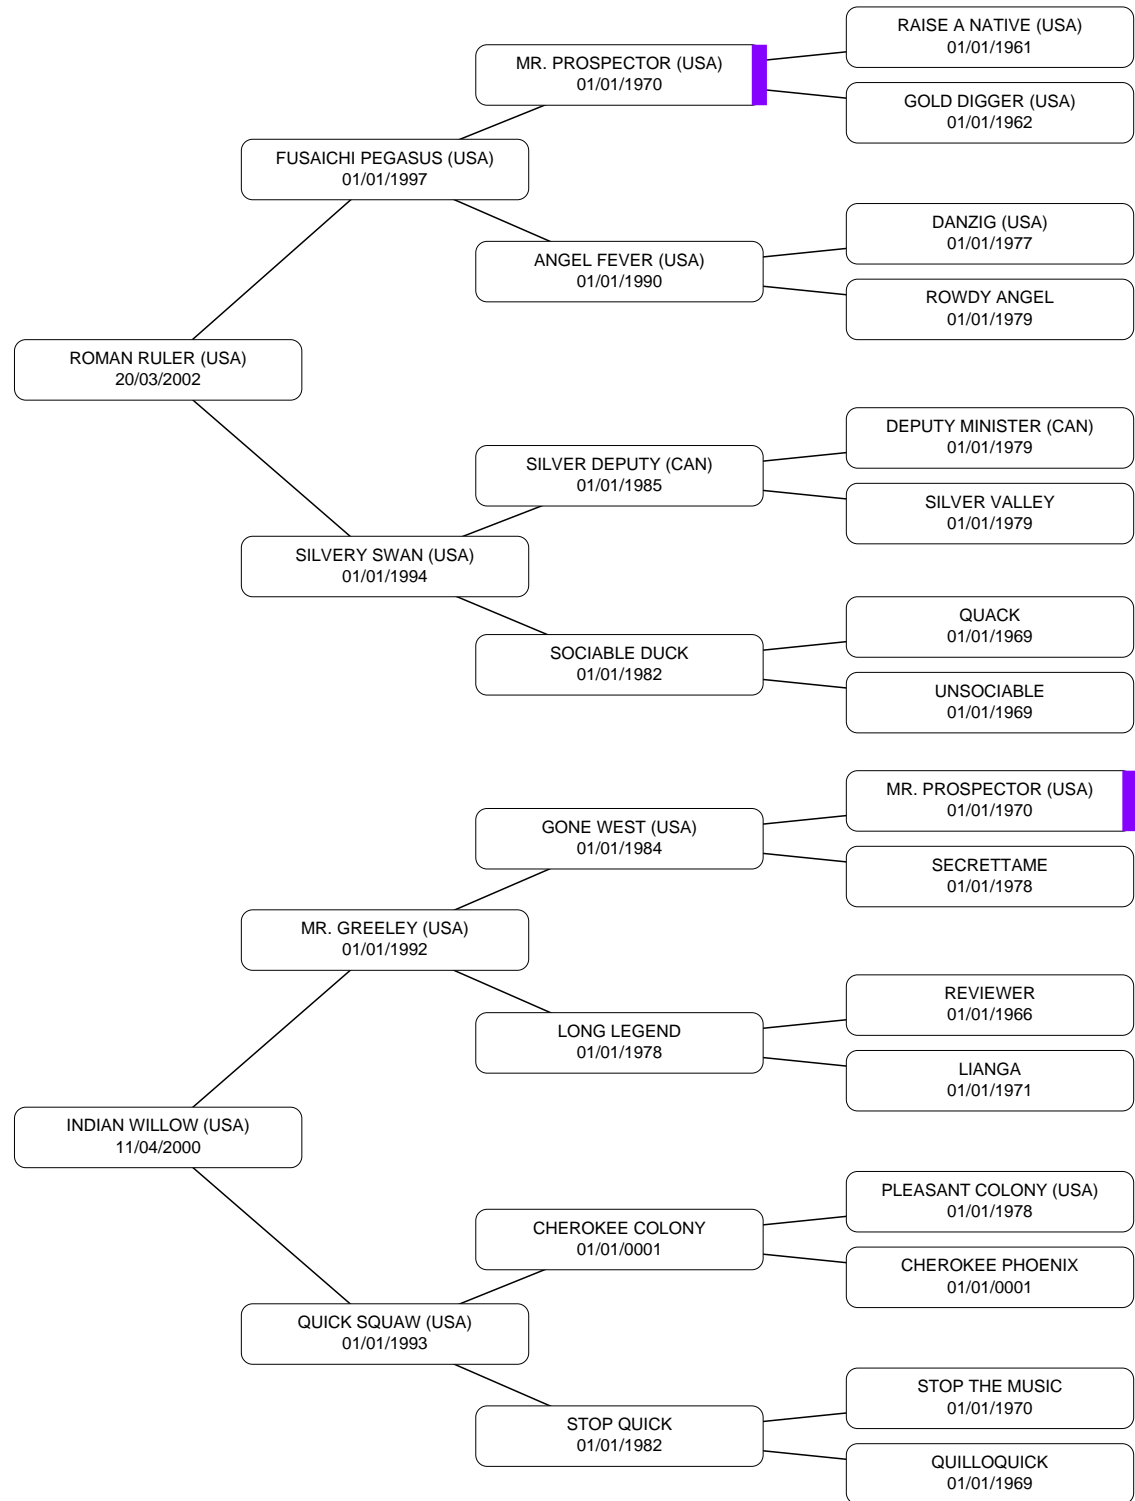 RAISE A NATIVE (USA)
01/01/1961
MR. PROSPECTOR (USA)
01/01/1970
GOLD DIGGER (USA)
01/01/1962
FUSAICHI PEGASUS (USA)
01/01/1997
DANZIG (USA)
01/01/1977
ANGEL FEVER (USA)
01/01/1990
ROWDY ANGEL
01/01/1979
ROMAN RULER (USA)
20/03/2002
DEPUTY MINISTER (CAN)
01/01/1979
SILVER DEPUTY (CAN)
01/01/1985
SILVER VALLEY
01/01/1979
SILVERY SWAN (USA)
01/01/1994
QUACK
01/01/1969
SOCIABLE DUCK
01/01/1982
UNSOCIABLE
01/01/1969
MR. PROSPECTOR (USA)
01/01/1970
GONE WEST (USA)
01/01/1984
SECRETTAME
01/01/1978
MR. GREELEY (USA)
01/01/1992
REVIEWER
01/01/1966
LONG LEGEND
01/01/1978
LIANGA
01/01/1971
INDIAN WILLOW (USA)
11/04/2000
PLEASANT COLONY (USA)
01/01/1978
CHEROKEE COLONY
01/01/0001
CHEROKEE PHOENIX
01/01/0001
QUICK SQUAW (USA)
01/01/1993
STOP THE MUSIC
01/01/1970
STOP QUICK
01/01/1982
QUILLOQUICK
01/01/1969